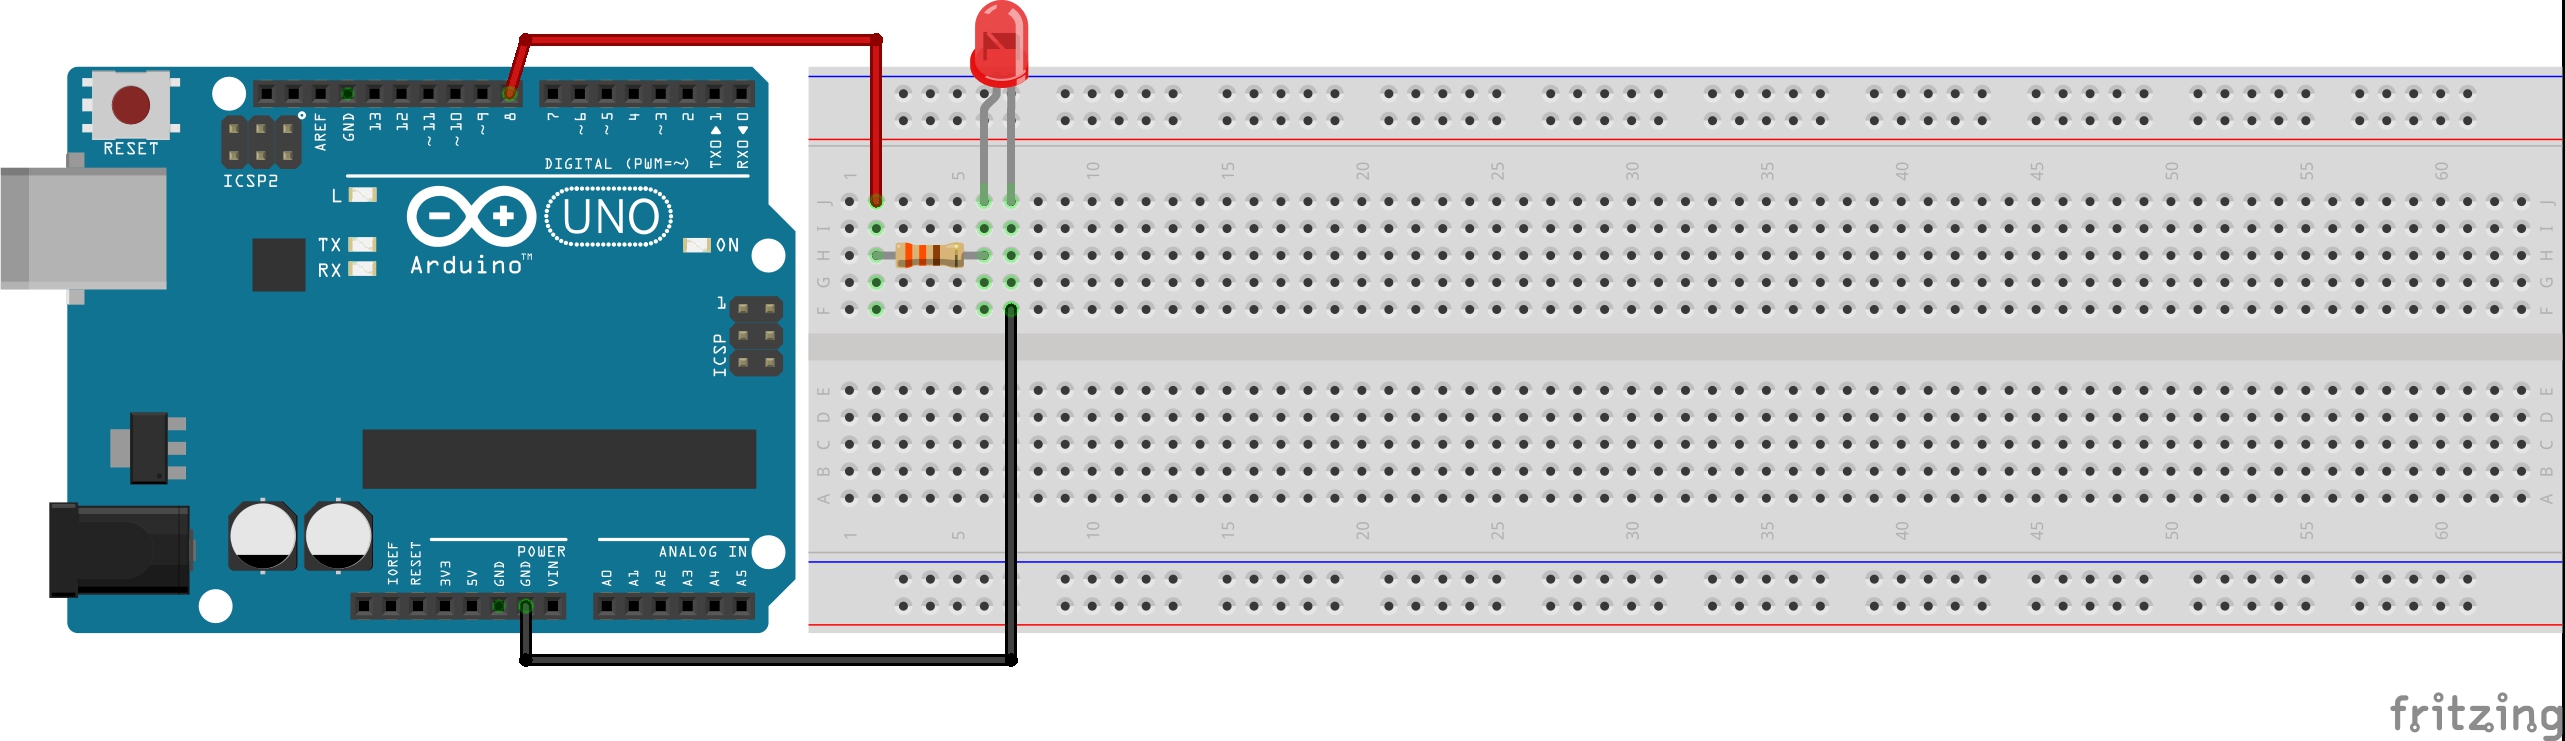 RESET
ICSP2
AREF
GND
13
12
~11
~10
~9
8
7
~6
~5
4
~3
2
TX0▶1
RX0◀0
DIGITAL (PWM=~)
L
TX
RX
UNO
Arduino™
ON
1
ICSP
IOREF
RESET
3V3
5V
GND
GND
VIN
POWER
A0
A1
A2
A3
A4
A5
ANALOG IN
1 5 10 15 20 25 30 35 40 45 50 55 60
J J
I I
H H
G G
F F
E E
D D
C C
B B
A A
1 5 10 15 20 25 30 35 40 45 50 55 60
fritzing